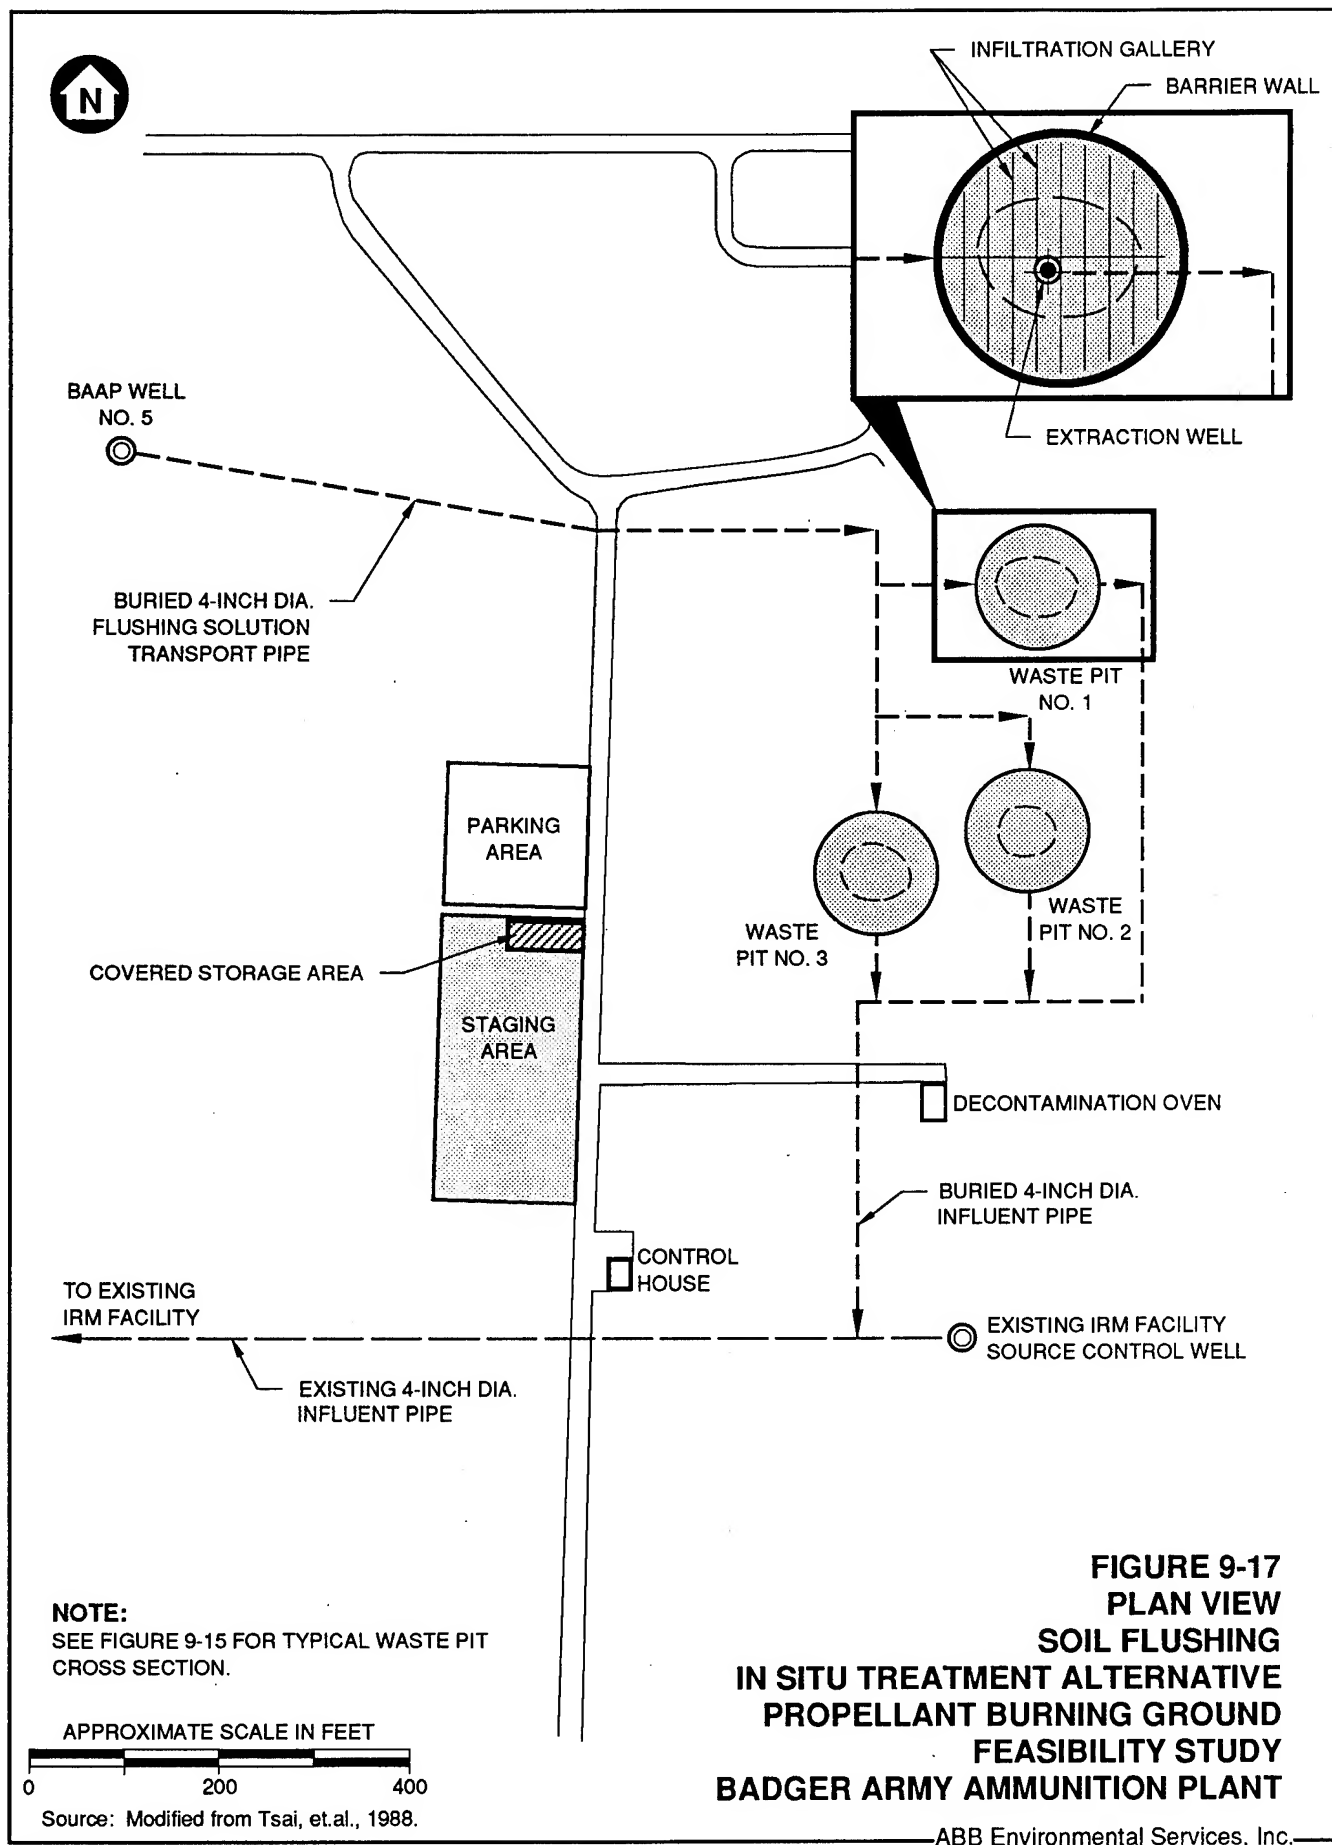 INFILTRATION GALLERY
BARRIER WALL
N
BAAP WELL
NO. 5
EXTRACTION WELL
BURIED 4-INCH DIA.
FLUSHING SOLUTION
TRANSPORT PIPE
WASTE PIT
NO. 1
PARKING
AREA
WASTE
PIT NO. 2
WASTE
PIT NO. 3
COVERED STORAGE AREA
STAGING
AREA
DECONTAMINATION OVEN
BURIED 4-INCH DIA.
INFLUENT PIPE
CONTROL
HOUSE
TO EXISTING
IRM FACILITY
EXISTING IRM FACILITY
SOURCE CONTROL WELL
EXISTING 4-INCH DIA.
INFLUENT PIPE
NOTE:
SEE FIGURE 9-15 FOR TYPICAL WASTE PIT
CROSS SECTION.
APPROXIMATE SCALE IN FEET
0 200 400
Source: Modified from Tsai, et.al., 1988.
FIGURE 9-17
PLAN VIEW
SOIL FLUSHING
IN SITU TREATMENT ALTERNATIVE
PROPELLANT BURNING GROUND
FEASIBILITY STUDY
BADGER ARMY AMMUNITION PLANT
ABB Environmental Services, Inc.